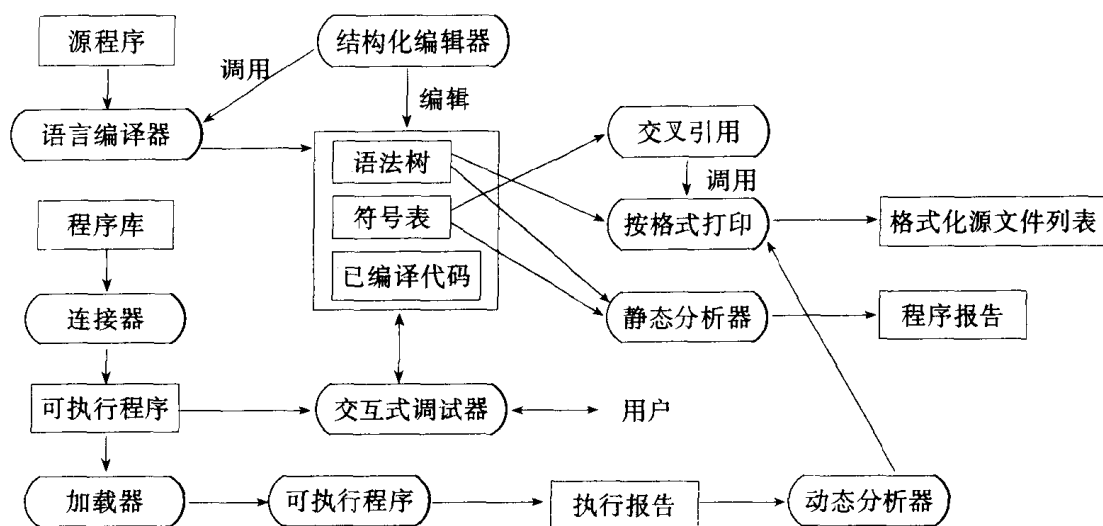 源程序
结构化编辑器
调用
编辑
语言编译器
交叉引用
语法树
调用
程序库
符号表
按格式打印
格式化源文件列表
已编译代码
连接器
静态分析器
程序报告
可执行程序
交互式调试器
用户
加载器
可执行程序
执行报告
动态分析器